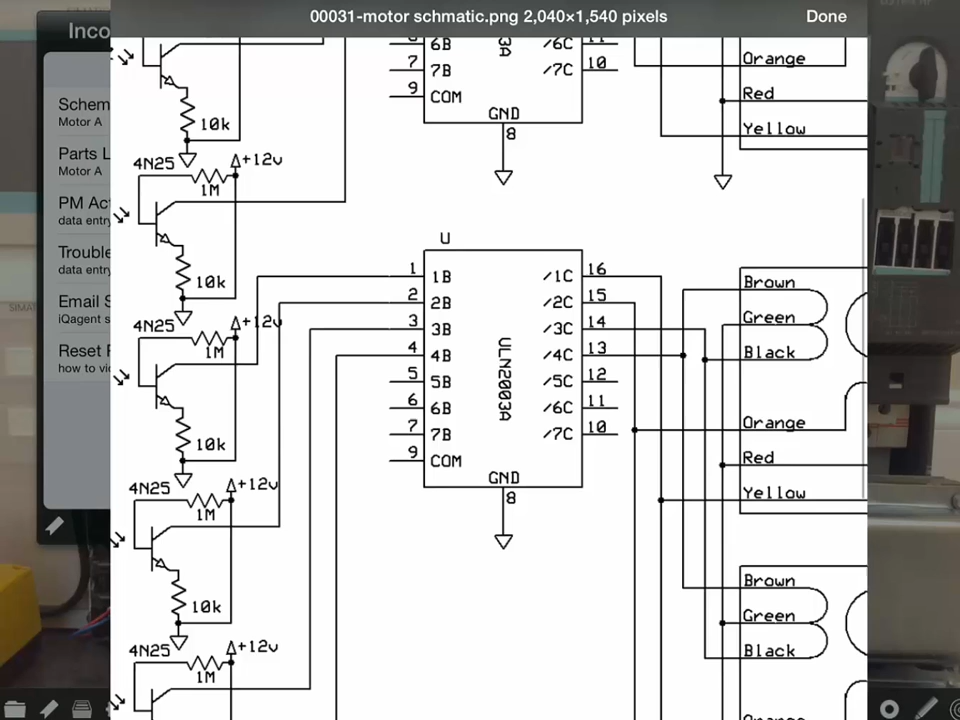 00031-motor schmatic.png 2,040×1,540 pixels
Done
Inco
Schem
Motor A
Parts L
Motor A
PM Act
data entry
Trouble
data entry
Email S
iQagent s
Reset F
how to vi
6B
7B
COM
GND
7
9
8
/6C
/7C
11
10
3A
Orange
Red
Yellow
10k
4N25
+12v
1M
10k
4N25
+12v
1M
10k
4N25
+12v
1M
10k
4N25
+12v
1M
U
1 1B /1C 16
2 2B /2C 15
3 3B /3C 14
4 4B /4C 13
5 5B /5C 12
6 6B /6C 11
7 7B /7C 10
9 COM
ULN2003A
GND
8
Brown
Green
Black
Orange
Red
Yellow
Brown
Green
Black
Orange